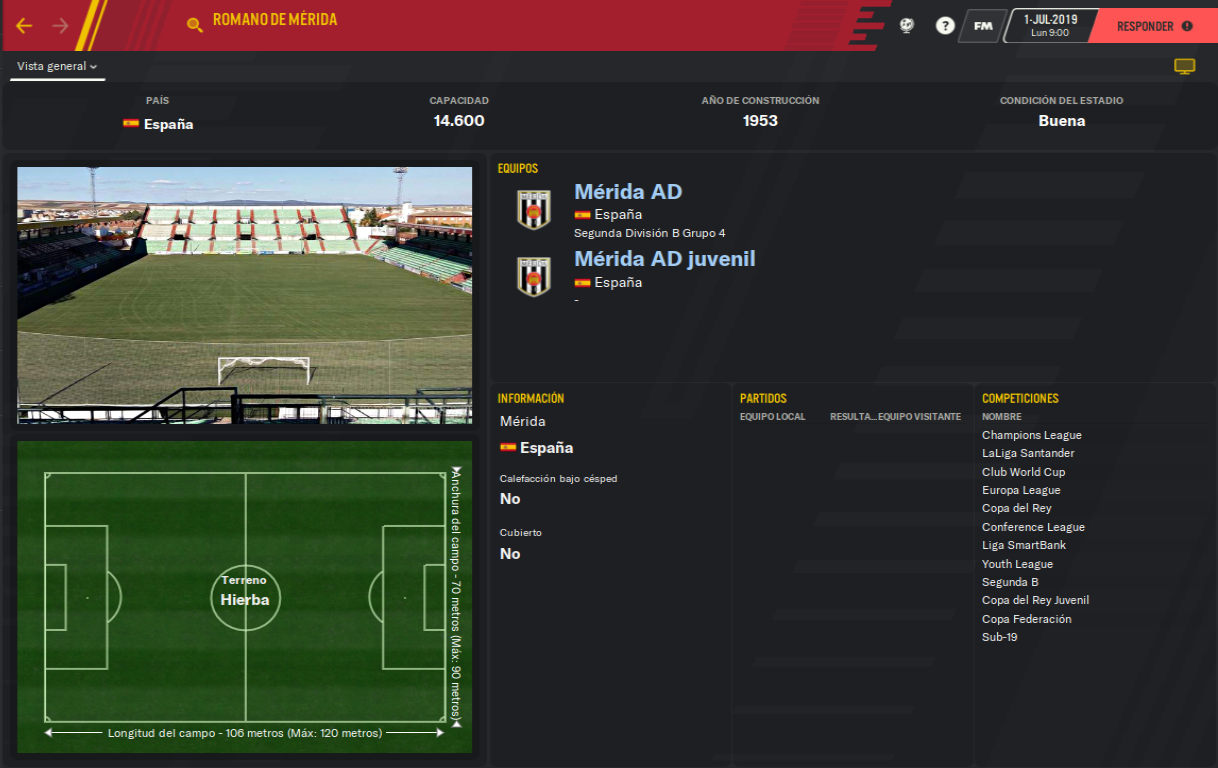 ROMANO DE MÉRIDA
?
FM
1-JUL-2019
Lun 9:00
RESPONDER
Vista general
PAÍS
España
CAPACIDAD
14.600
AÑO DE CONSTRUCCIÓN
1953
CONDICIÓN DEL ESTADIO
Buena
EQUIPOS
Mérida AD
España
Segunda División B Grupo 4
Mérida AD juvenil
España
-
Terreno
Hierba
Anchura del campo - 70 metros (Máx: 90 metros)
Longitud del campo - 106 metros (Máx: 120 metros)
INFORMACIÓN
Mérida
España
Calefacción bajo césped
No
Cubierto
No
PARTIDOS
EQUIPO LOCAL RESULTA...EQUIPO VISITANTE
COMPETICIONES
NOMBRE
Champions League
LaLiga Santander
Club World Cup
Europa League
Copa del Rey
Conference League
Liga SmartBank
Youth League
Segunda B
Copa del Rey Juvenil
Copa Federación
Sub-19